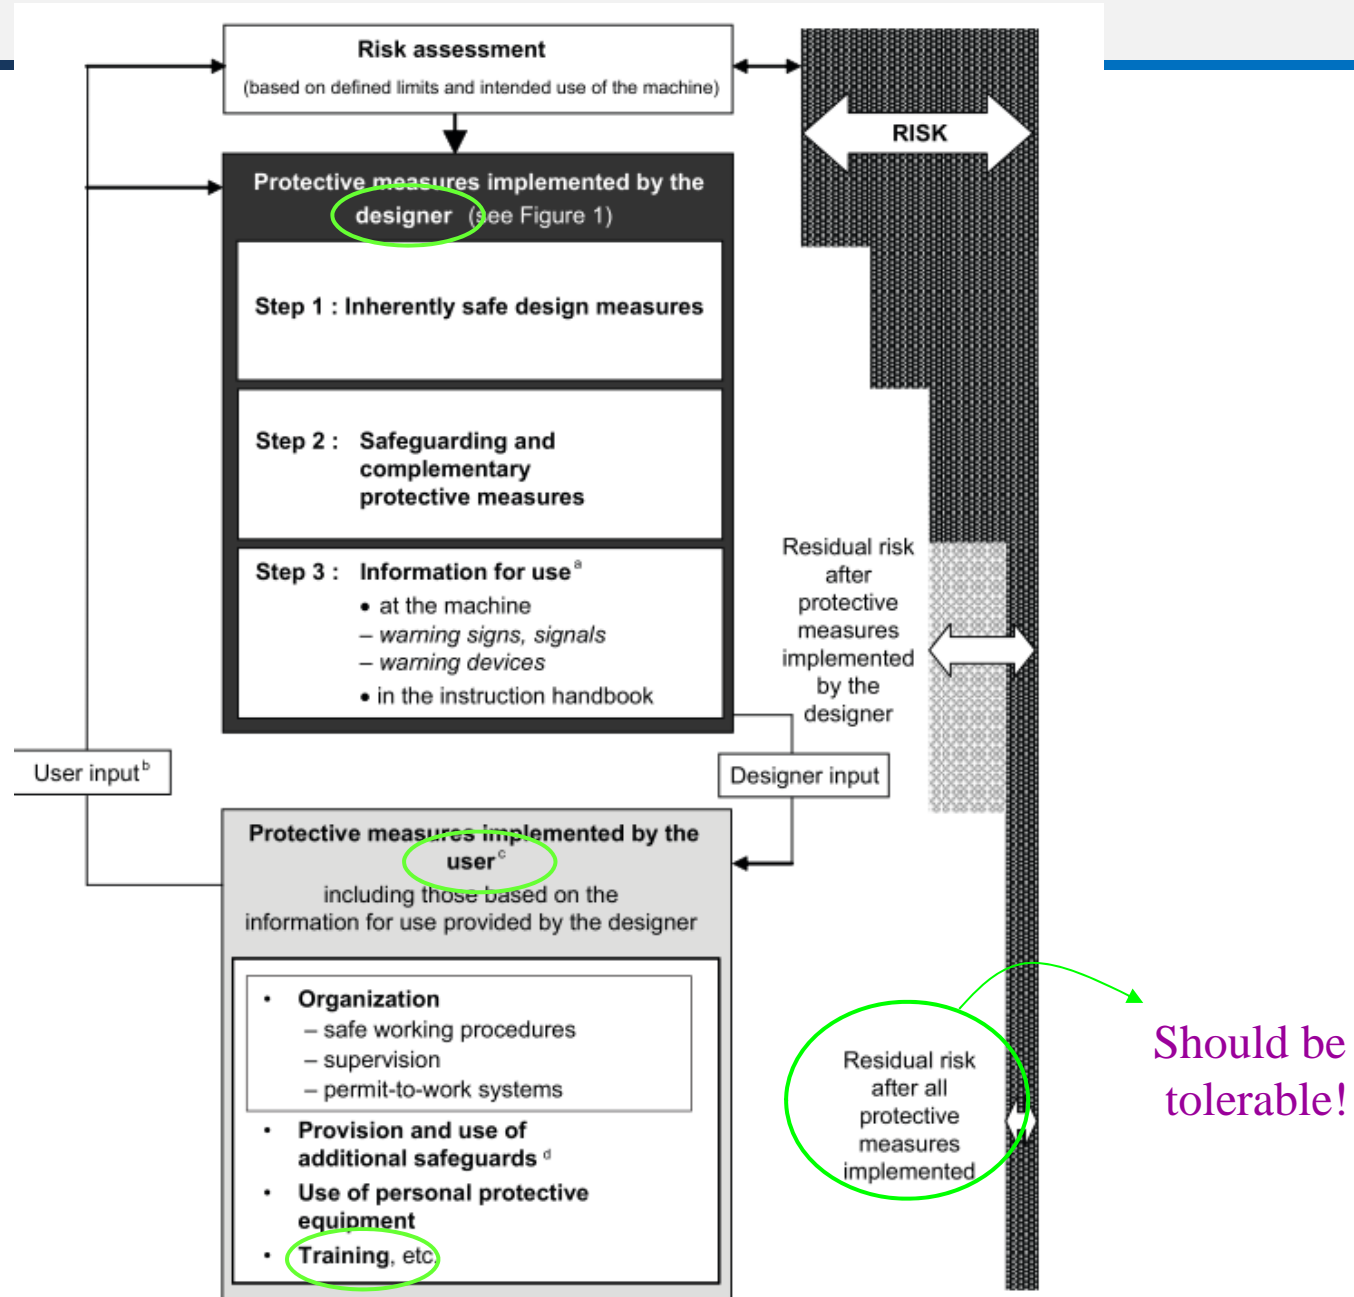 Risk assessment
(based on defined limits and intended use of the machine)
RISK
Protective measures implemented by the
designer (see Figure 1)
Step 1 : Inherently safe design measures
Step 2 : Safeguarding and
complementary
protective measures
Step 3 : Information for use a
• at the machine
– warning signs, signals
– warning devices
• in the instruction handbook
Residual risk
after
protective
measures
implemented
by the
designer
User input b
Designer input
Protective measures implemented by the
user c
including those based on the
information for use provided by the designer
• Organization
– safe working procedures
– supervision
– permit-to-work systems
• Provision and use of
additional safeguards d
• Use of personal protective
equipment
• Training, etc.
Residual risk
after all
protective
measures
implemented
Should be
tolerable!